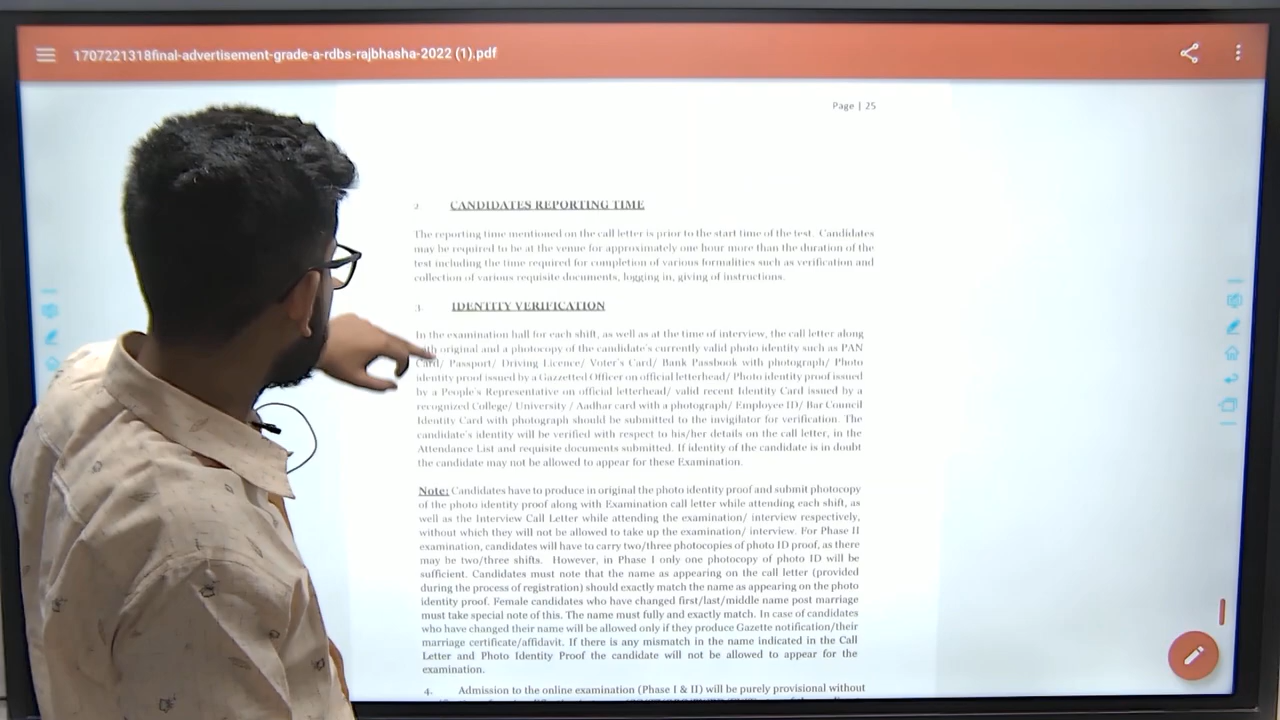 1707221318final-advertisement-grade-a-rdbs-rajbhasha-2022 (1).pdf
Page | 25
2. CANDIDATES REPORTING TIME
The reporting time mentioned on the call letter is prior to the start time of the test. Candidates
may be required to be at the venue for approximately one hour more than the duration of the
test including the time required for completion of various formalities such as verification and
collection of various requisite documents, logging in, giving of instructions.
3. IDENTITY VERIFICATION
In the examination hall for each shift, as well as at the time of interview, the call letter along
with original and a photocopy of the candidate's currently valid photo identity such as PAN
Card/ Passport/ Driving Licence/ Voter's Card/ Bank Passbook with photograph/ Photo
identity proof issued by a Gazzetted Officer on official letterhead/ Photo identity proof issued
by a People's Representative on official letterhead/ valid recent Identity Card issued by a
recognized College/ University / Aadhar card with a photograph/ Employee ID/ Bar Council
Identity Card with photograph should be submitted to the invigilator for verification. The
candidate's identity will be verified with respect to his/her details on the call letter, in the
Attendance List and requisite documents submitted. If identity of the candidate is in doubt
the candidate may not be allowed to appear for these Examination.
Note: Candidates have to produce in original the photo identity proof and submit photocopy
of the photo identity proof along with Examination call letter while attending each shift, as
well as the Interview Call Letter while attending the examination/ interview respectively,
without which they will not be allowed to take up the examination/ interview. For Phase II
examination, candidates will have to carry two/three photocopies of photo ID proof, as there
may be two/three shifts. However, in Phase I only one photocopy of photo ID will be
sufficient. Candidates must note that the name as appearing on the call letter (provided
during the process of registration) should exactly match the name as appearing on the photo
identity proof. Female candidates who have changed first/last/middle name post marriage
must take special note of this. The name must fully and exactly match. In case of candidates
who have changed their name will be allowed only if they produce Gazette notification/their
marriage certificate/affidavit. If there is any mismatch in the name indicated in the Call
Letter and Photo Identity Proof the candidate will not be allowed to appear for the
examination.
4. Admission to the online examination (Phase I & II) will be purely provisional without